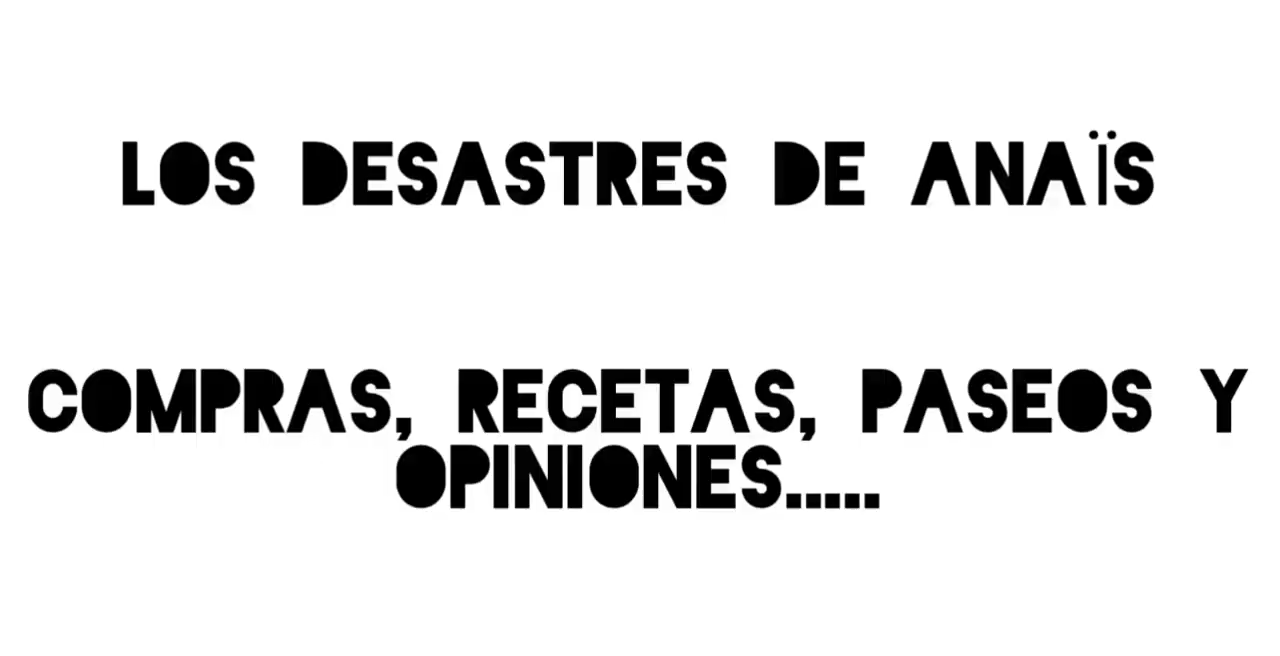 LOS DESASTRES DE ANAÏS
COMPRAS, RECETAS, PASEOS Y
OPINIONES.....